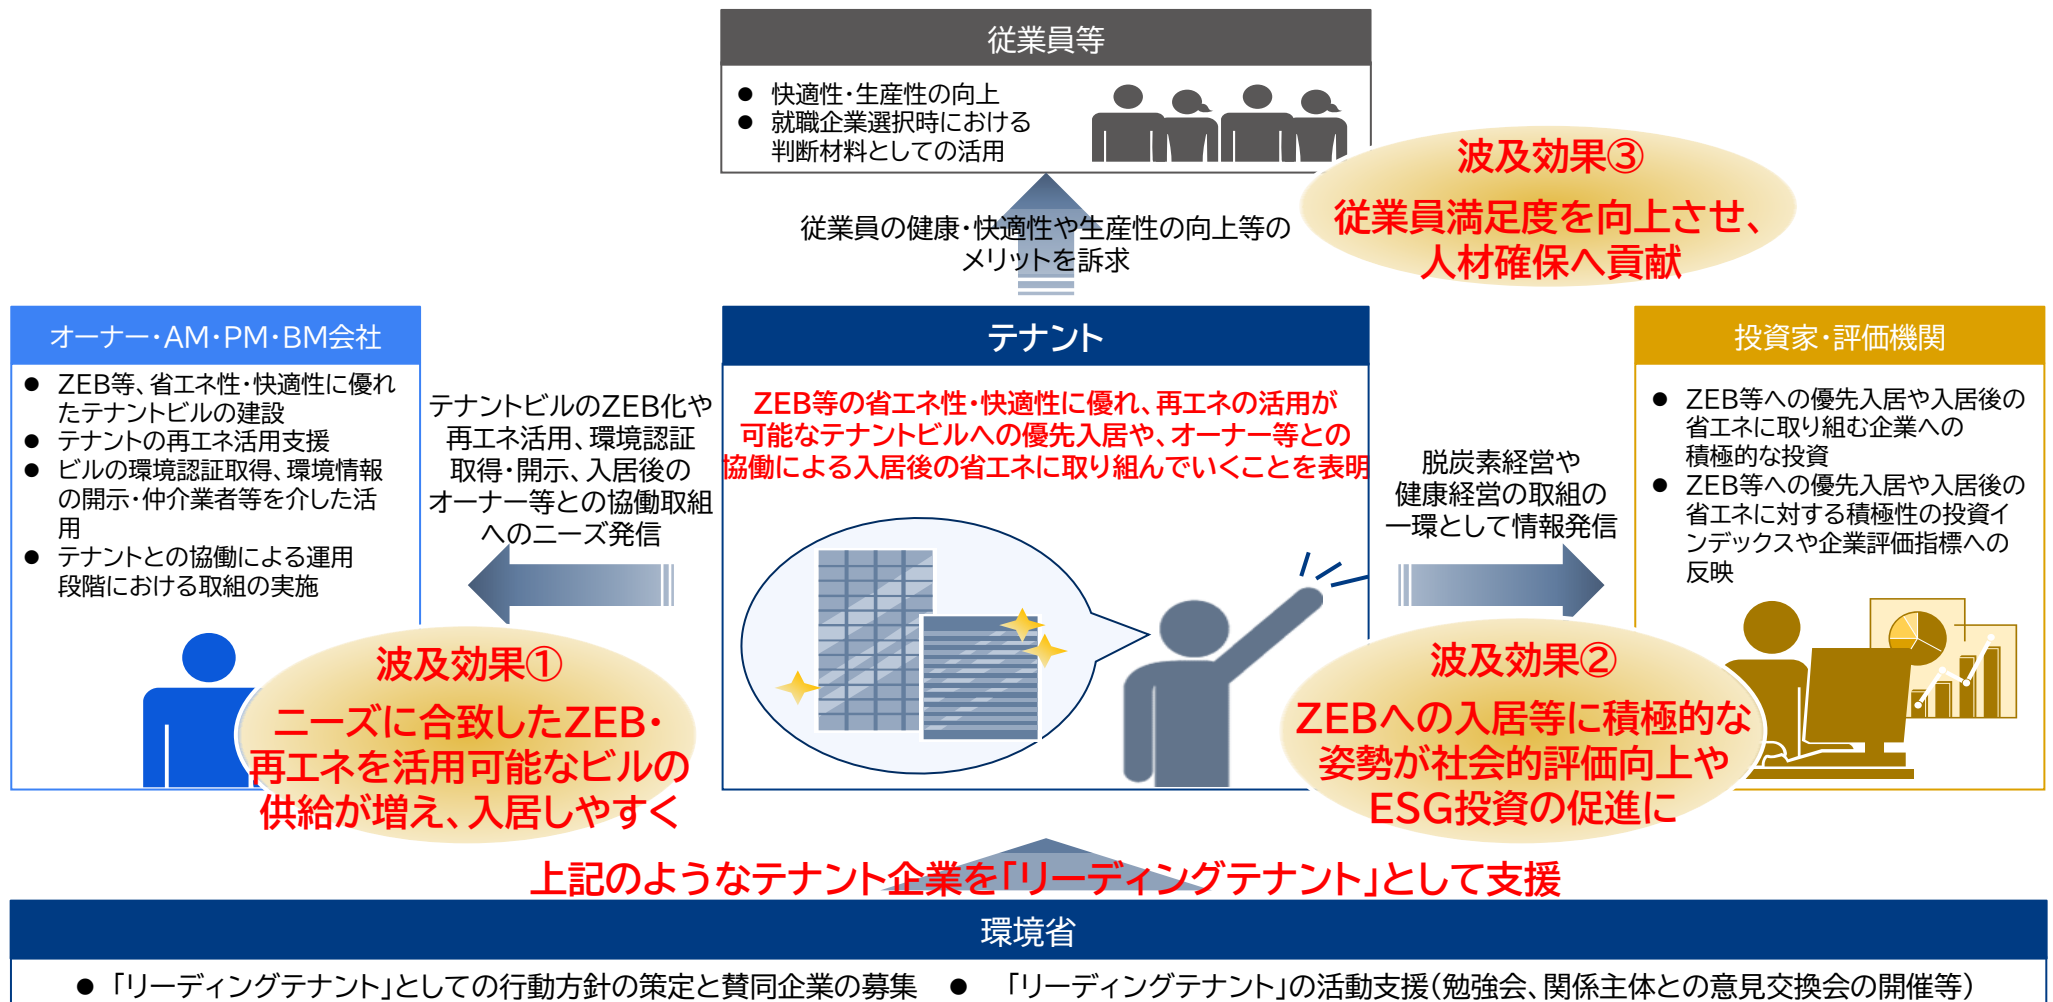 従業員等
● 快適性・生産性の向上
● 就職企業選択時における
判断材料としての活用
波及効果③
従業員満足度を向上させ、
人材確保へ貢献
従業員の健康・快適性や生産性の向上等の
メリットを訴求
オーナー・AM・PM・BM会社
● ZEB等、省エネ性・快適性に優れ
たテナントビルの建設
● テナントの再エネ活用支援
● ビルの環境認証取得、環境情報
の開示・仲介業者等を介した活
用
● テナントとの協働による運用
段階における取組の実施
テナントビルのZEB化や
再エネ活用、環境認証
取得・開示、入居後の
オーナー等との協働取組
へのニーズ発信
波及効果①
ニーズに合致したZEB・
再エネを活用可能なビルの
供給が増え、入居しやすく
テナント
ZEB等の省エネ性・快適性に優れ、再エネの活用が
可能なテナントビルへの優先入居や、オーナー等との
協働による入居後の省エネに取り組んでいくことを表明
脱炭素経営や
健康経営の取組の
一環として情報発信
投資家・評価機関
● ZEB等への優先入居や入居後の
省エネに取り組む企業への
積極的な投資
● ZEB等への優先入居や入居後の
省エネに対する積極性の投資イ
ンデックスや企業評価指標への
反映
波及効果②
ZEBへの入居等に積極的な
姿勢が社会的評価向上や
ESG投資の促進に
上記のようなテナント企業を「リーディングテナント」として支援
環境省
● 「リーディングテナント」としての行動方針の策定と賛同企業の募集
● 「リーディングテナント」の活動支援(勉強会、関係主体との意見交換会の開催等)